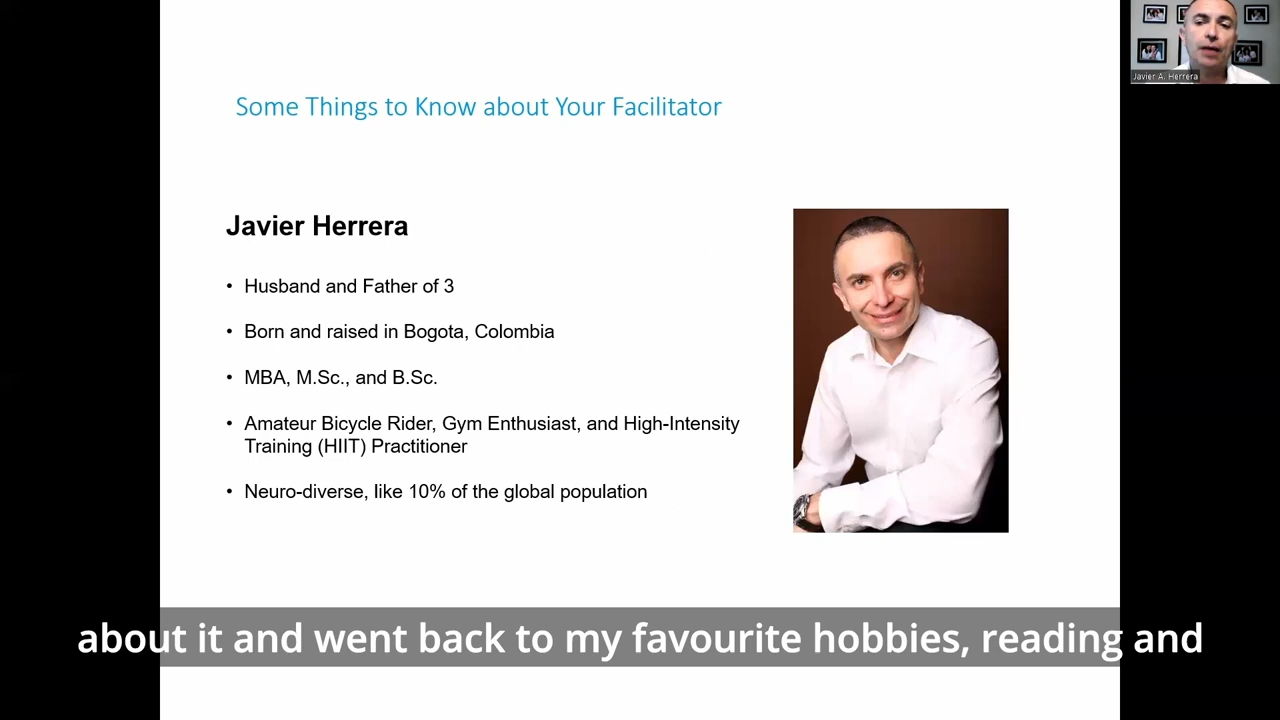 Javier A. Herrera
Some Things to Know about Your Facilitator
Javier Herrera
• Husband and Father of 3
• Born and raised in Bogota, Colombia
• MBA, M.Sc., and B.Sc.
• Amateur Bicycle Rider, Gym Enthusiast, and High-Intensity
Training (HIIT) Practitioner
• Neuro-diverse, like 10% of the global population
about it and went back to my favourite hobbies, reading and